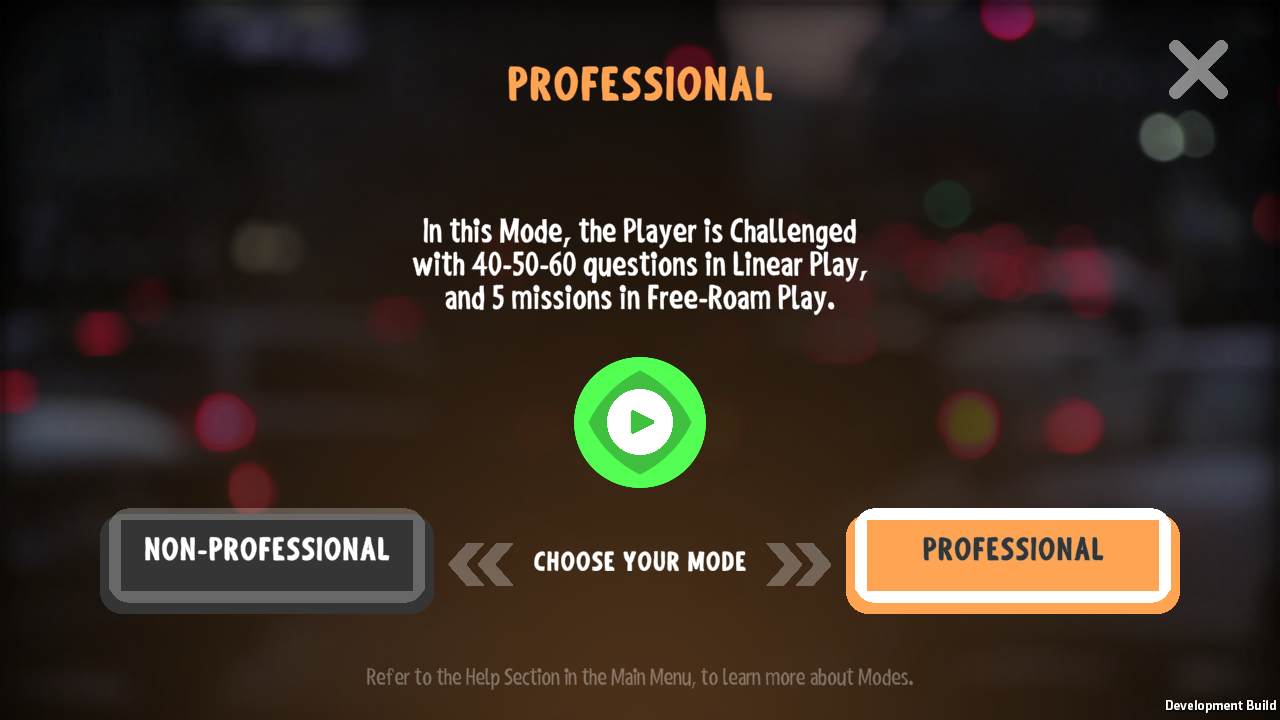 PROFESSIONAL
In this Mode, the Player is Challenged
with 40-50-60 questions in Linear Play,
and 5 missions in Free-Roam Play.
NON-PROFESSIONAL
CHOOSE YOUR MODE
PROFESSIONAL
Refer to the Help Section in the Main Menu, to learn more about Modes.
Development Build